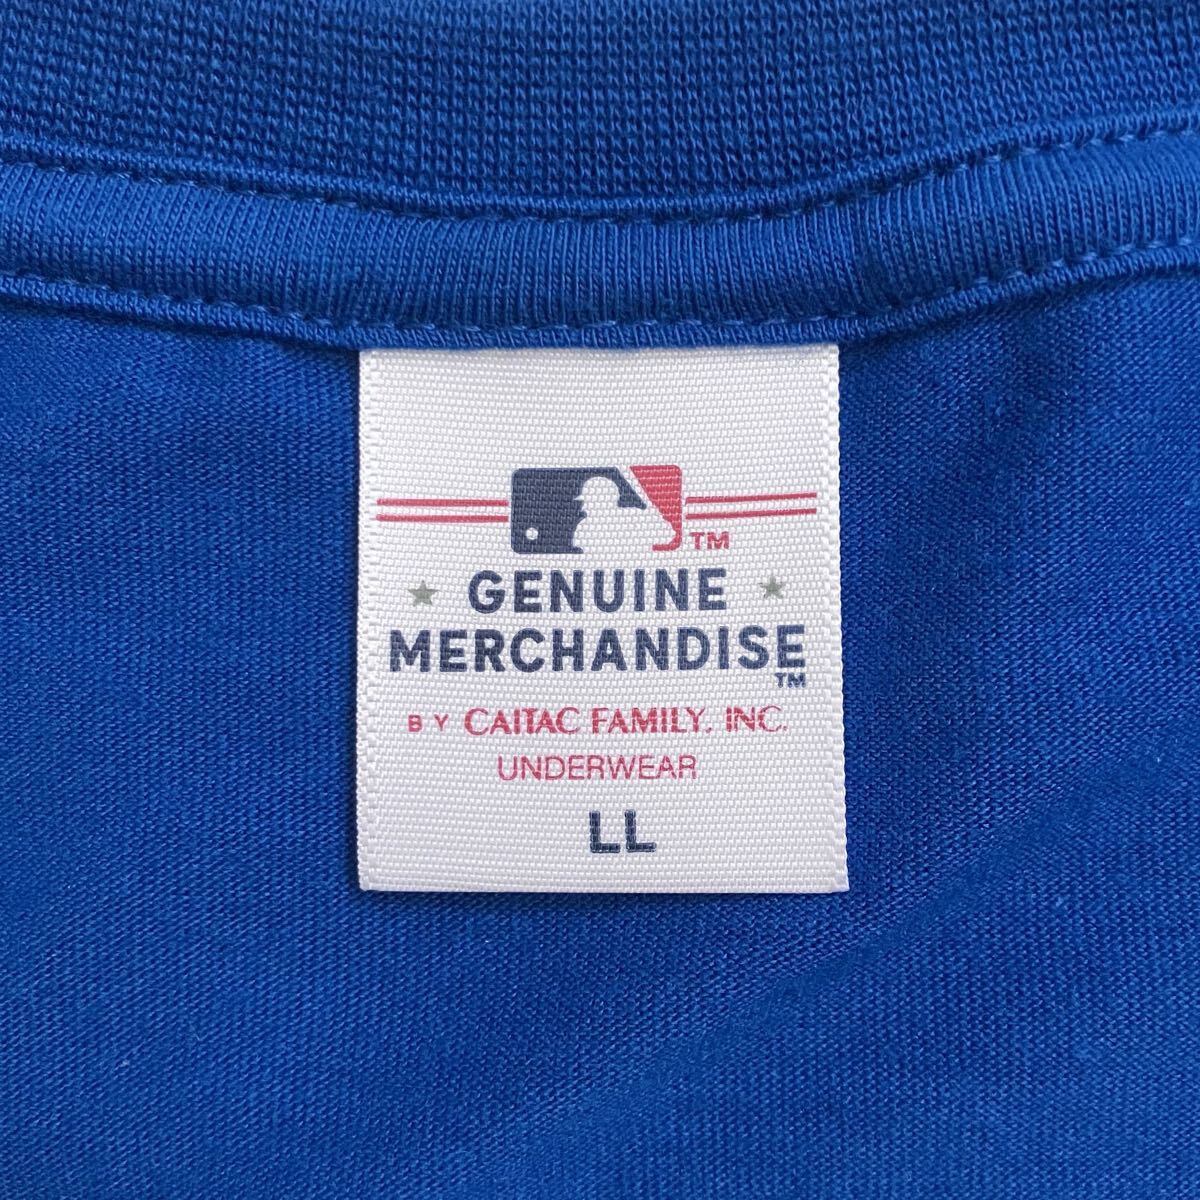 TM
GENUINE
MERCHANDISE
TM
BY CAITAC FAMILY, INC.
UNDERWEAR
LL